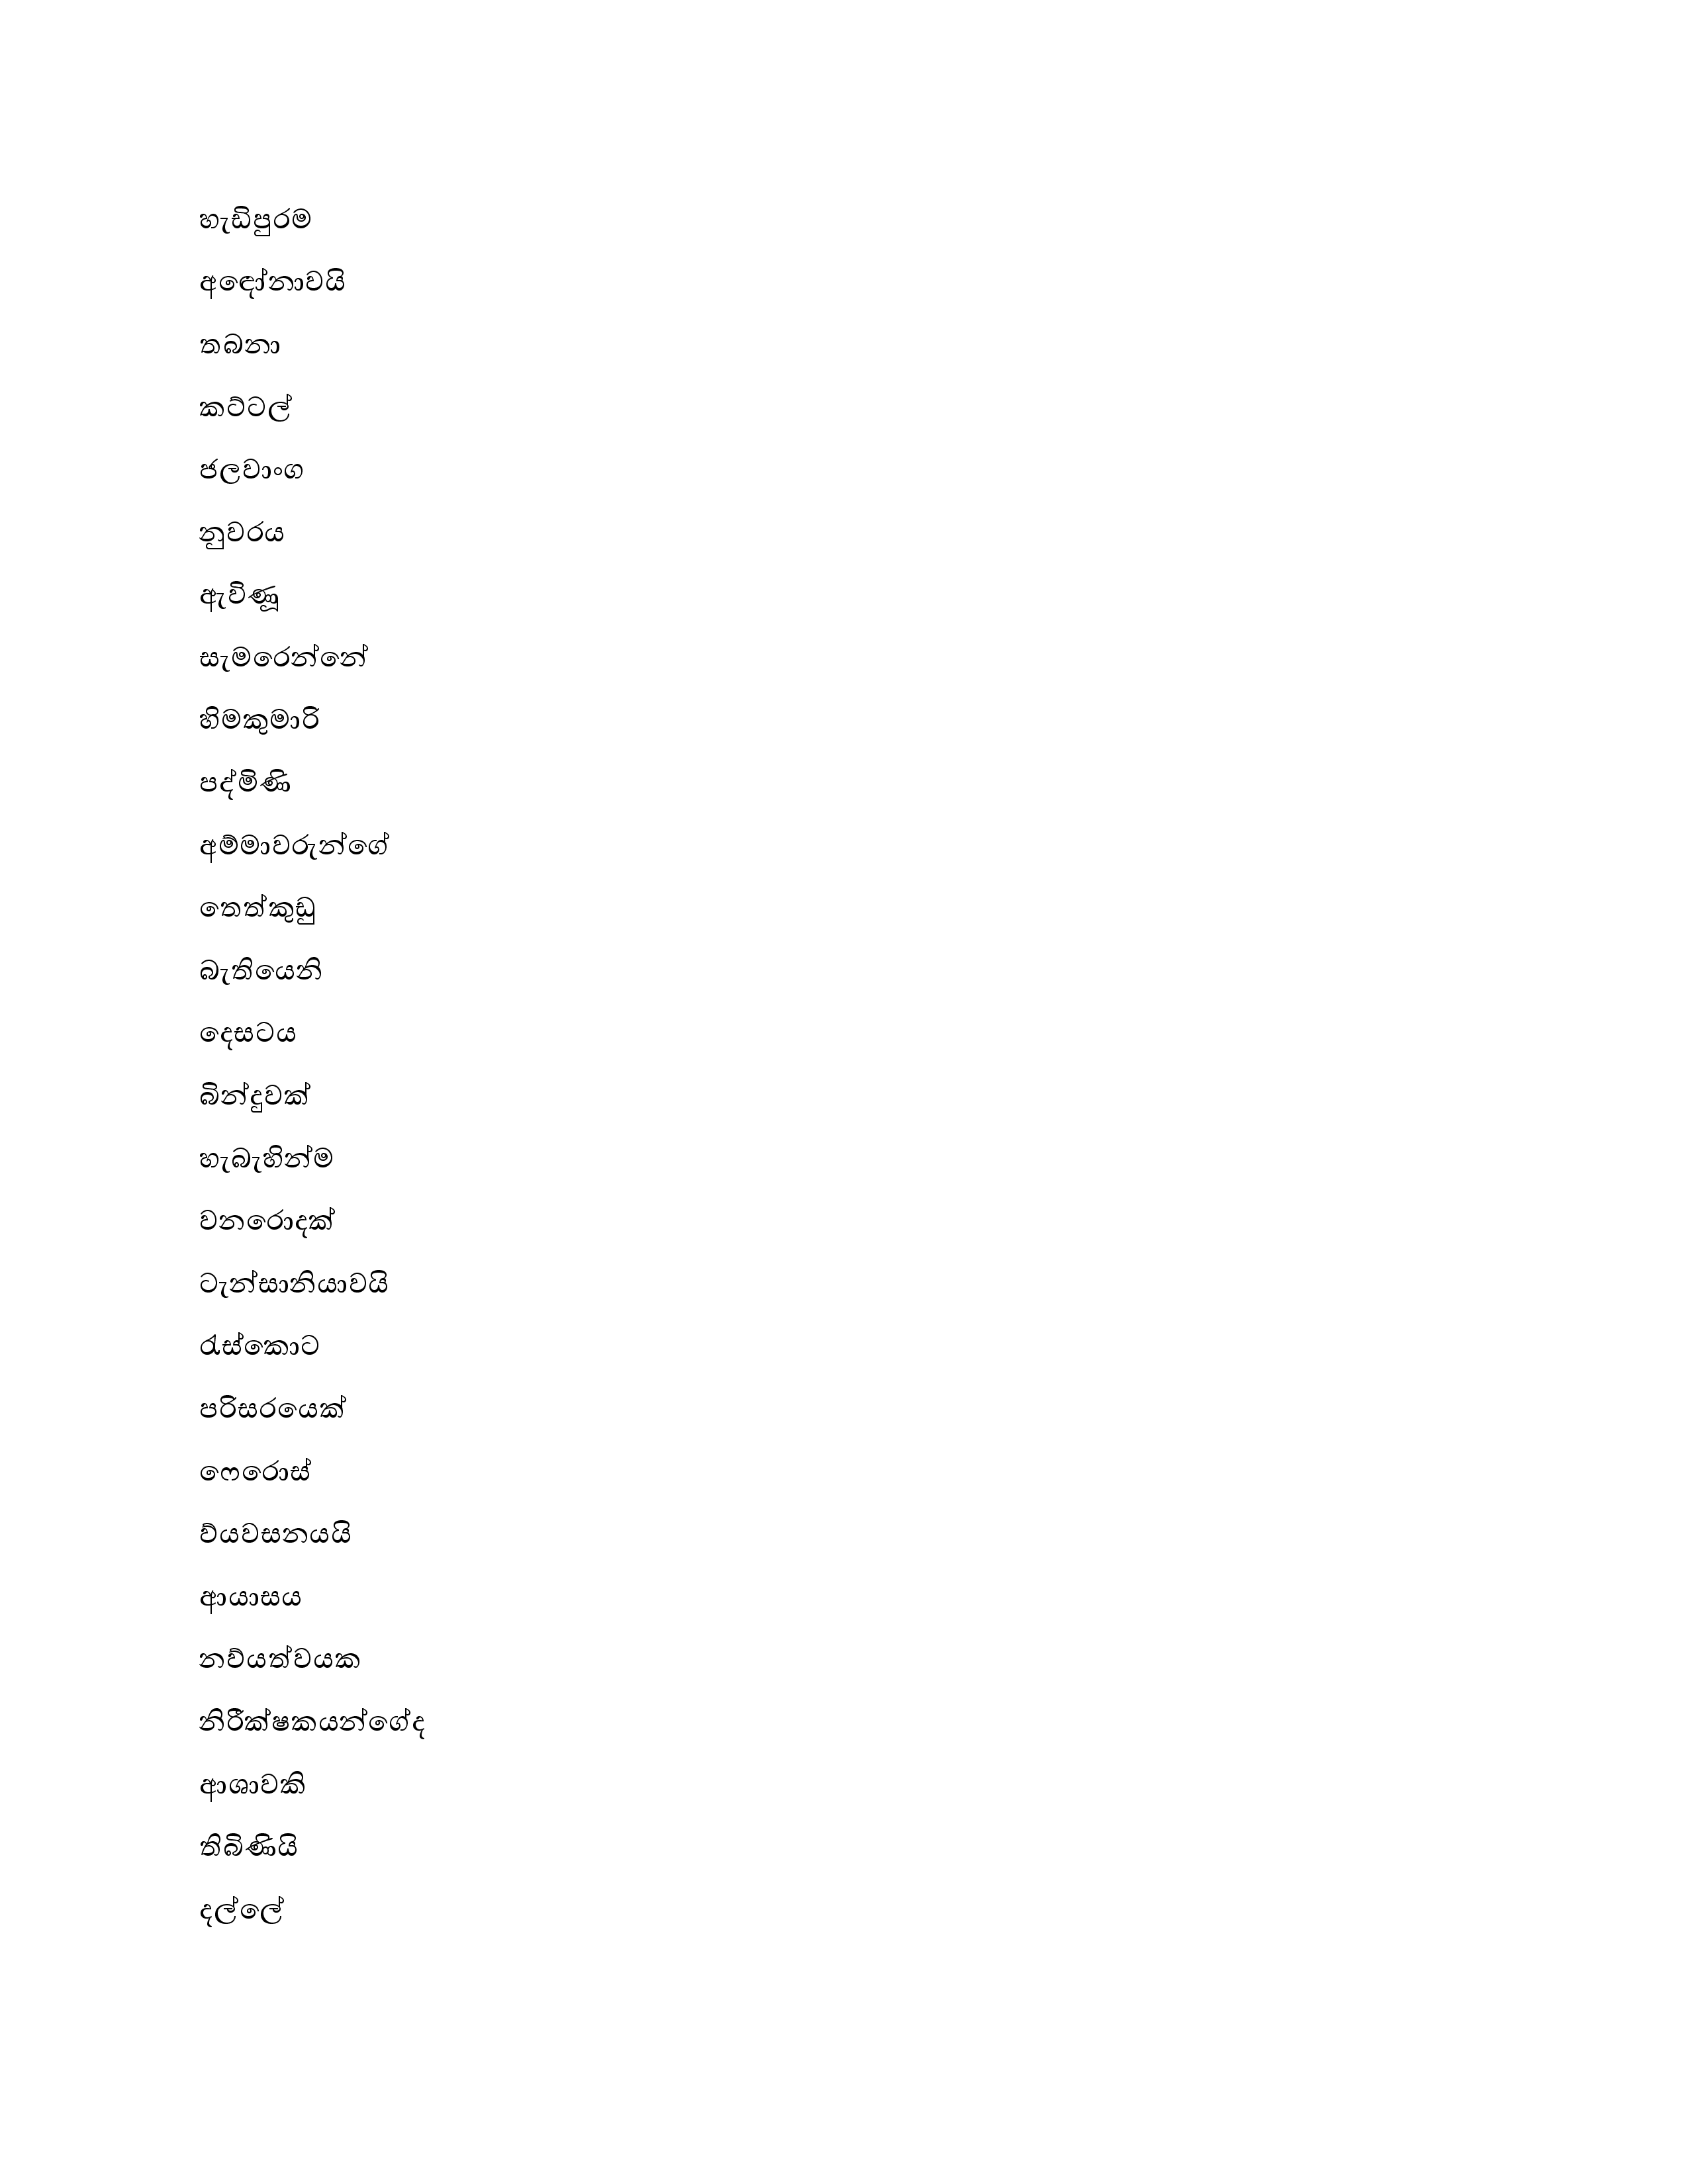 හැඩිපුරම
අඳෝනාවයි
තබනා
කට්ටල්
ජලවාංග
නුවරය
ඇවිණූ
සැමරෙන්නේ
හිමකුමාරි
පද්මිණි
අම්මාවරුන්ගේ
තෙත්කුඩු
බැතියෙනි
දෙසටය
බින්දුවක්
හැබැහින්ම
වනරොදක්
ටැන්සානියාවයි
රැස්කොට
පරිසරයෙක්
ෆෙරොස්
ව්යවසනයයි
ආයාසය
නව්යත්වයක
නිරීක්ෂකයන්ගේද
ආශාවකි
තිබිණියි
දල්ලේ